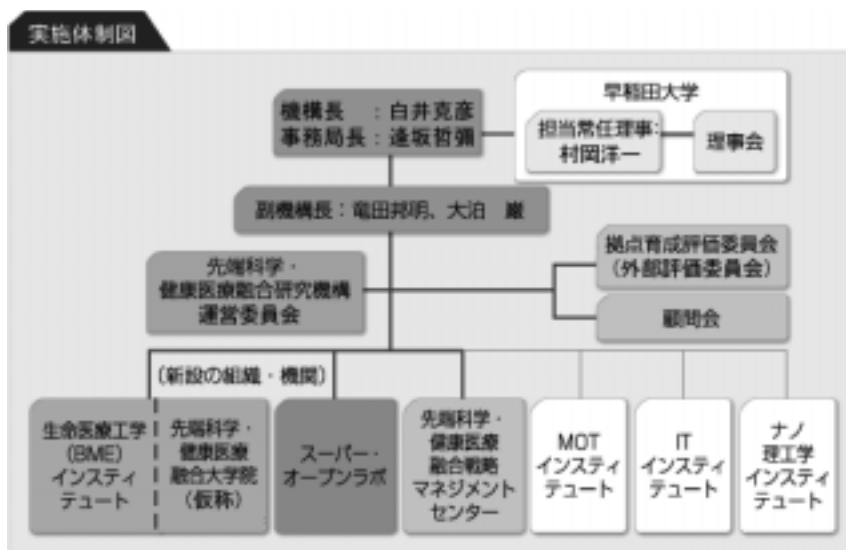 実施体制図
機構長　：白井克彦
事務局長：逢坂哲彌
早稲田大学
担当常任理事：
村岡洋一
理事会
副機構長：竜田邦明、大泊　巌
先端科学・
健康医療融合研究機構
運営委員会
拠点育成評価委員会
（外部評価委員会）
顧問会
（新設の組織・機関）
生命医療工学
（BME）
インスティ
テュート
先端科学・
健康医療
融合大学院
（仮称）
スーパー・
オープンラボ
先端科学・
健康医療
融合戦略
マネジメント
センター
MOT
インスティ
テュート
IT
インスティ
テュート
ナノ
理工学
インスティ
テュート